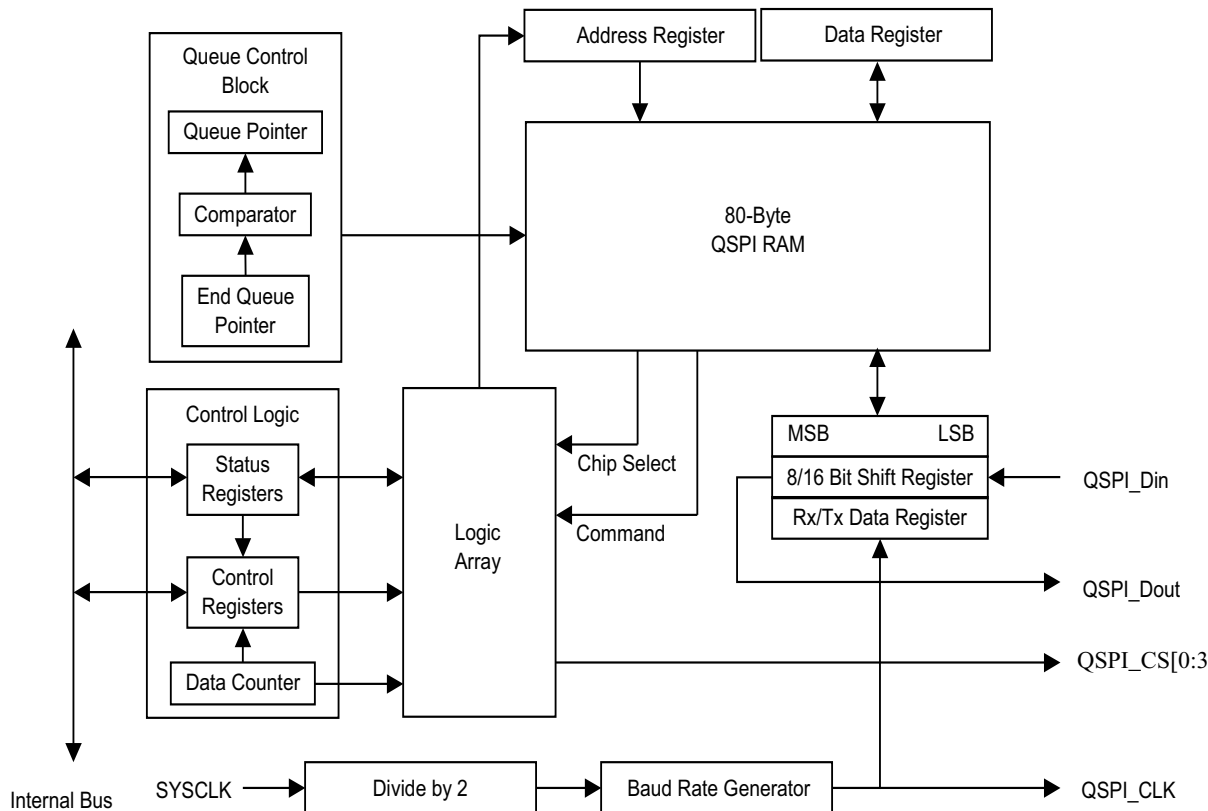 Queue Control
Block
Queue Pointer
Comparator
End Queue
Pointer
Address Register
Data Register
80-Byte
QSPI RAM
Control Logic
Status
Registers
Control
Registers
Data Counter
Logic
Array
Chip Select
Command
MSB LSB
8/16 Bit Shift Register
Rx/Tx Data Register
QSPI_Din
QSPI_Dout
QSPI_CS[0:3
Internal Bus
SYSCLK
Divide by 2
Baud Rate Generator
QSPI_CLK